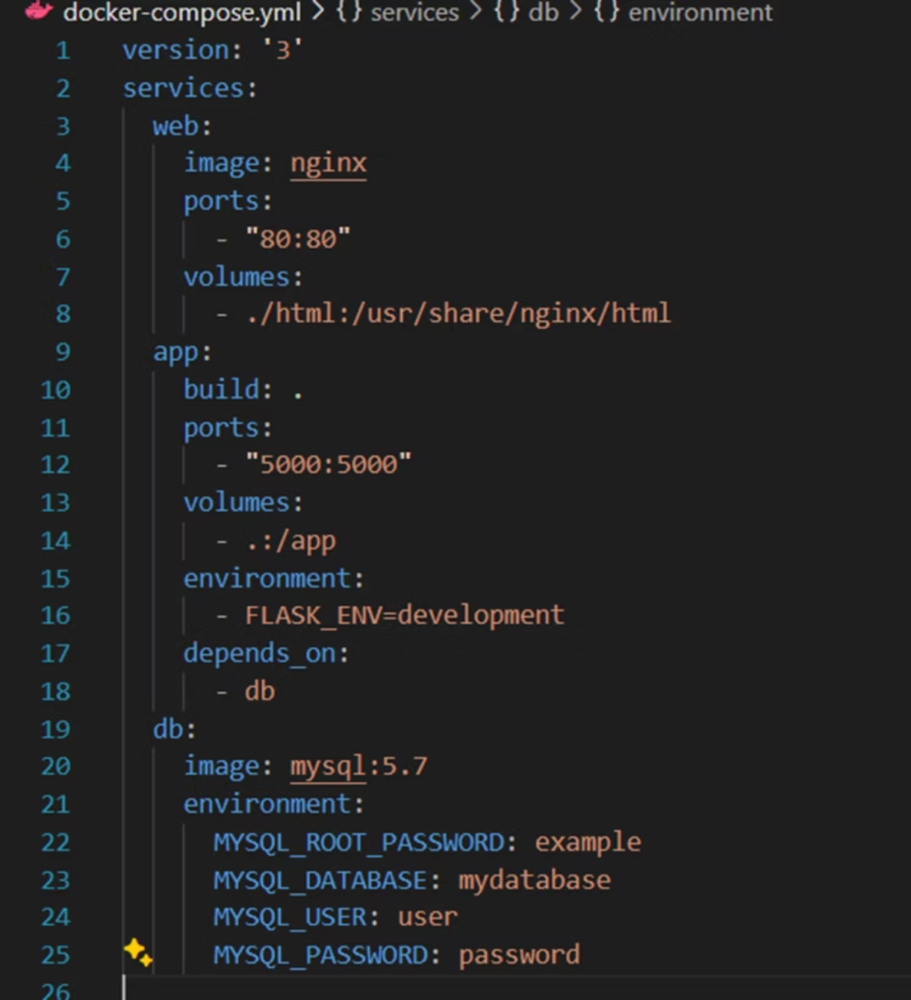 docker-compose.yml > {} services > {} db > {} environment
1 version: '3'
2 services:
3   web:
4     image: nginx
5     ports:
6       - "80:80"
7     volumes:
8       - ./html:/usr/share/nginx/html
9   app:
10     build: .
11     ports:
12       - "5000:5000"
13     volumes:
14       - .:/app
15     environment:
16       - FLASK_ENV=development
17     depends_on:
18       - db
19   db:
20     image: mysql:5.7
21     environment:
22       MYSQL_ROOT_PASSWORD: example
23       MYSQL_DATABASE: mydatabase
24       MYSQL_USER: user
25       MYSQL_PASSWORD: password
26